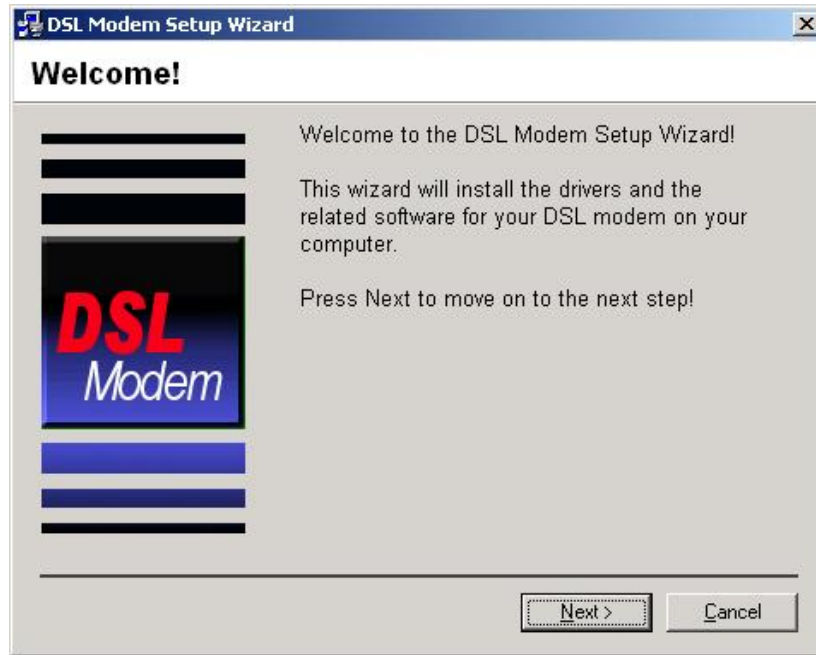 DSL Modem Setup Wizard
Welcome!
Welcome to the DSL Modem Setup Wizard!
This wizard will install the drivers and the
related software for your DSL modem on your
computer.
Press Next to move on to the next step!
DSL
Modem
Next >
Cancel